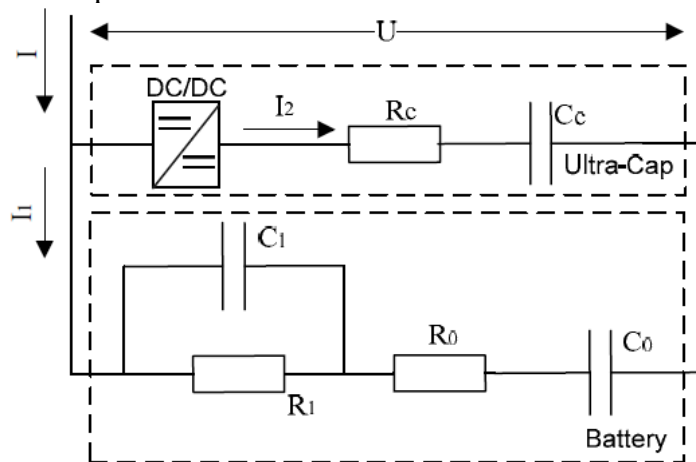 U
I
DC/DC
I2
Rc
Cc
Ultra-Cap
I1
C1
R1
R0
C0
Battery